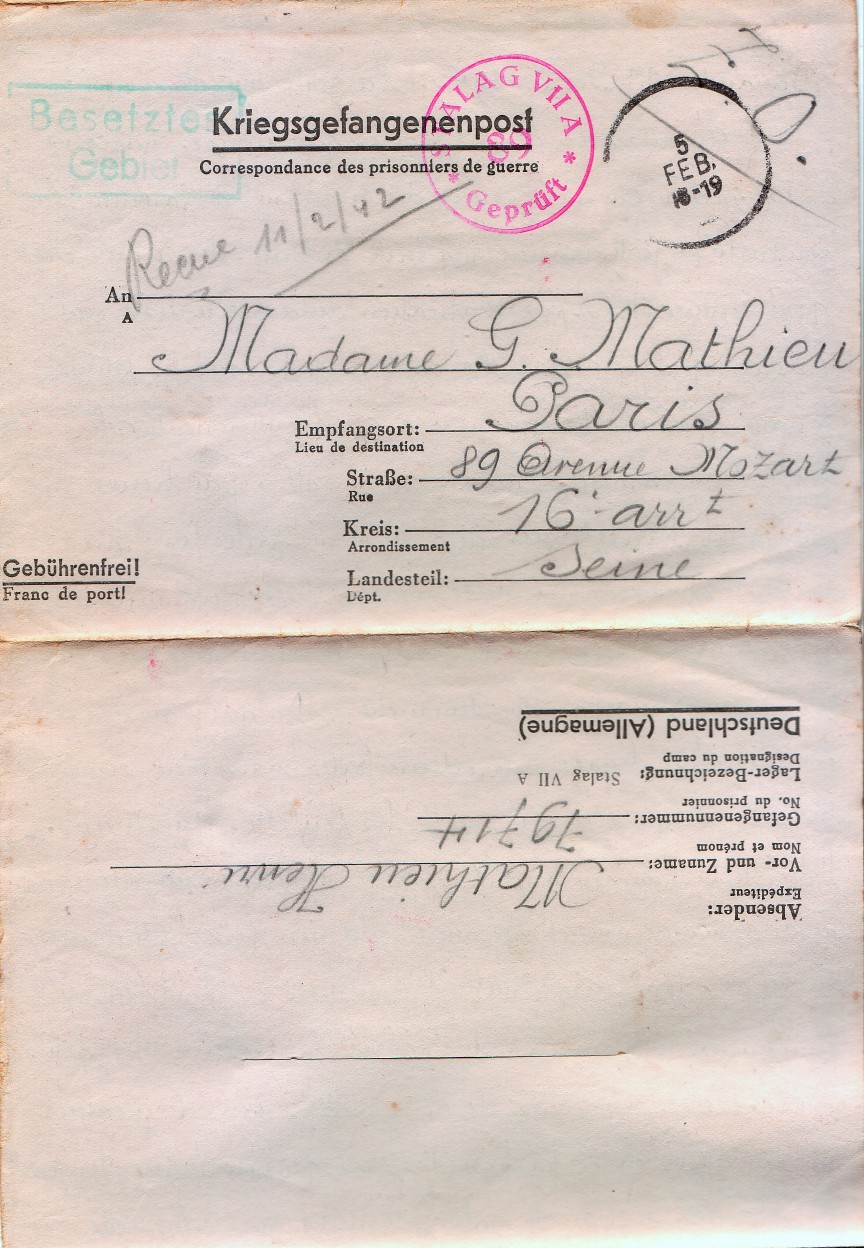 Besetztes
Gebiet
Kriegsgefangenenpost
Correspondance des prisonniers de guerre
STALAG VII A
89
* Geprüft *
5
FEB.
18-19
Recue 11/2/42
An
A
Madame G. Mathieu
Empfangsort: Paris
Lieu de destination
Straße: 89 Avenue Mozart
Rue
Kreis: 16e arrt
Arrondissement
Landesteil: Seine
Dépt.
Gebührenfrei!
Franc de port!
Absender:
Expéditeur
Vor- und Zuname: Mathieu Henri
Nom et prénom
Gefangenennummer: 79714
No. du prisonnier
Lager-Bezeichnung: Stalag VII A
Designation du camp
Deutschland (Allemagne)